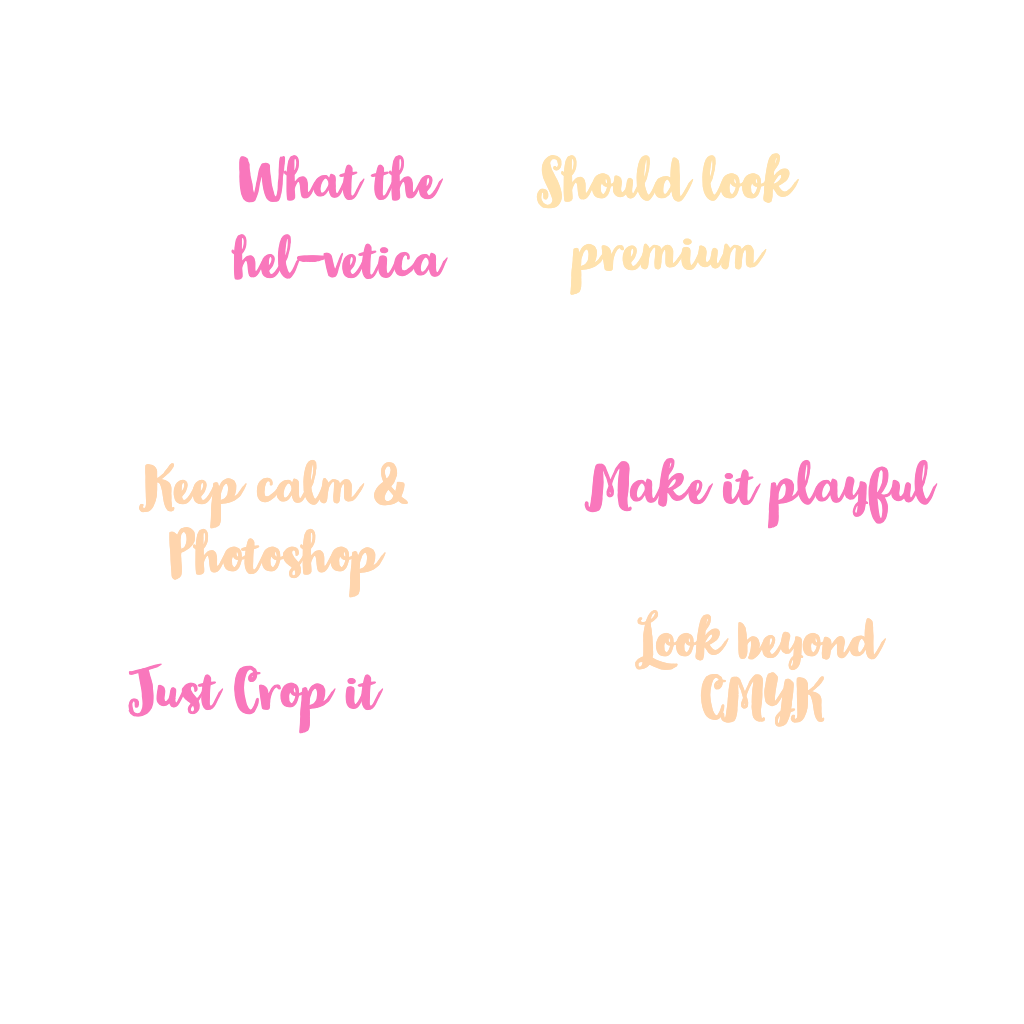 What the
hel-vetica
Should look
premium
Keep calm &
Photoshop
Make it playful
Just Crop it
Look beyond
CMYK